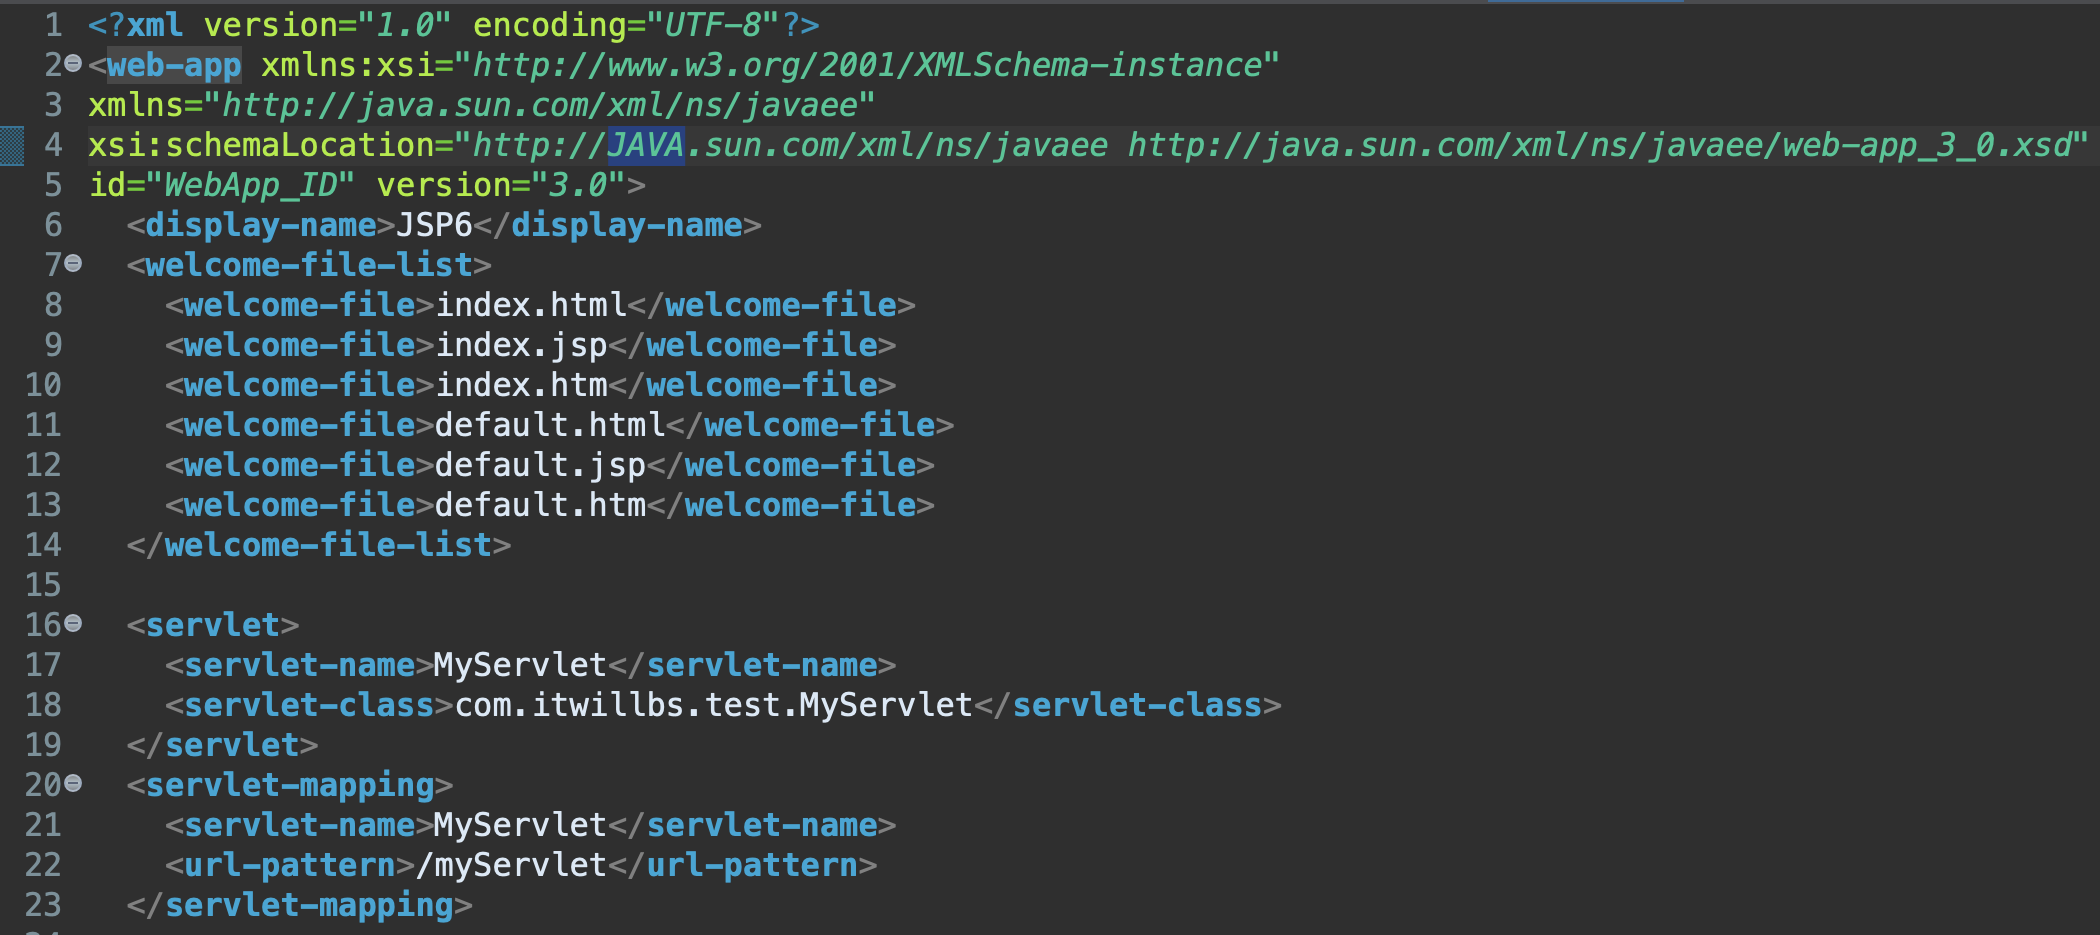 1 <?xml version="1.0" encoding="UTF-8"?>
2 <web-app xmlns:xsi="http://www.w3.org/2001/XMLSchema-instance"
3 xmlns="http://java.sun.com/xml/ns/javaee"
4 xsi:schemaLocation="http://JAVA.sun.com/xml/ns/javaee http://java.sun.com/xml/ns/javaee/web-app_3_0.xsd"
5 id="WebApp_ID" version="3.0">
6   <display-name>JSP6</display-name>
7   <welcome-file-list>
8     <welcome-file>index.html</welcome-file>
9     <welcome-file>index.jsp</welcome-file>
10     <welcome-file>index.htm</welcome-file>
11     <welcome-file>default.html</welcome-file>
12     <welcome-file>default.jsp</welcome-file>
13     <welcome-file>default.htm</welcome-file>
14   </welcome-file-list>
15
16   <servlet>
17     <servlet-name>MyServlet</servlet-name>
18     <servlet-class>com.itwillbs.test.MyServlet</servlet-class>
19   </servlet>
20   <servlet-mapping>
21     <servlet-name>MyServlet</servlet-name>
22     <url-pattern>/myServlet</url-pattern>
23   </servlet-mapping>